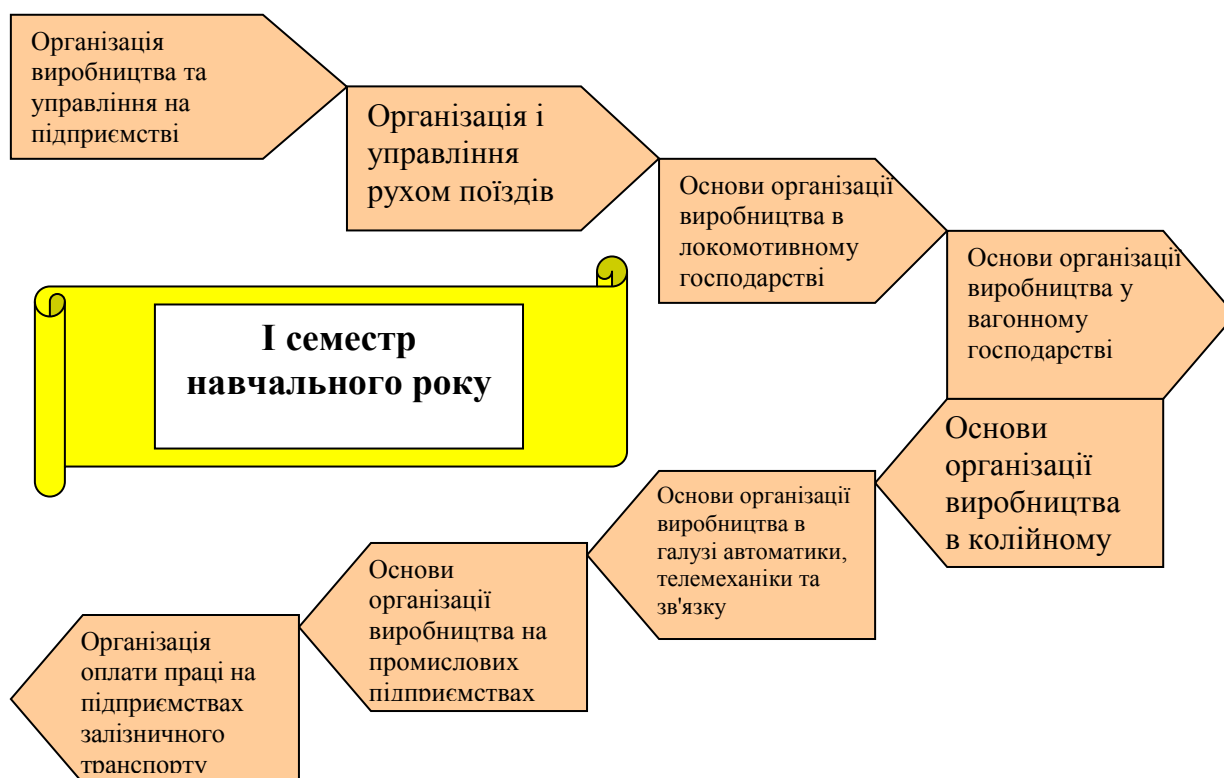 Організація
виробництва та
управління на
підприємстві
Організація і
управління
рухом поїздів
Основи організації
виробництва в
локомотивному
господарстві
Основи організації
виробництва у
вагонному
господарстві
І семестр
навчального року
Основи
організації
виробництва
в колійному
Основи організації
виробництва в
галузі автоматики,
телемеханіки та
зв'язку
Основи
організації
виробництва на
промислових
підприємствах
Організація
оплати праці на
підприємствах
залізничного
транспорту